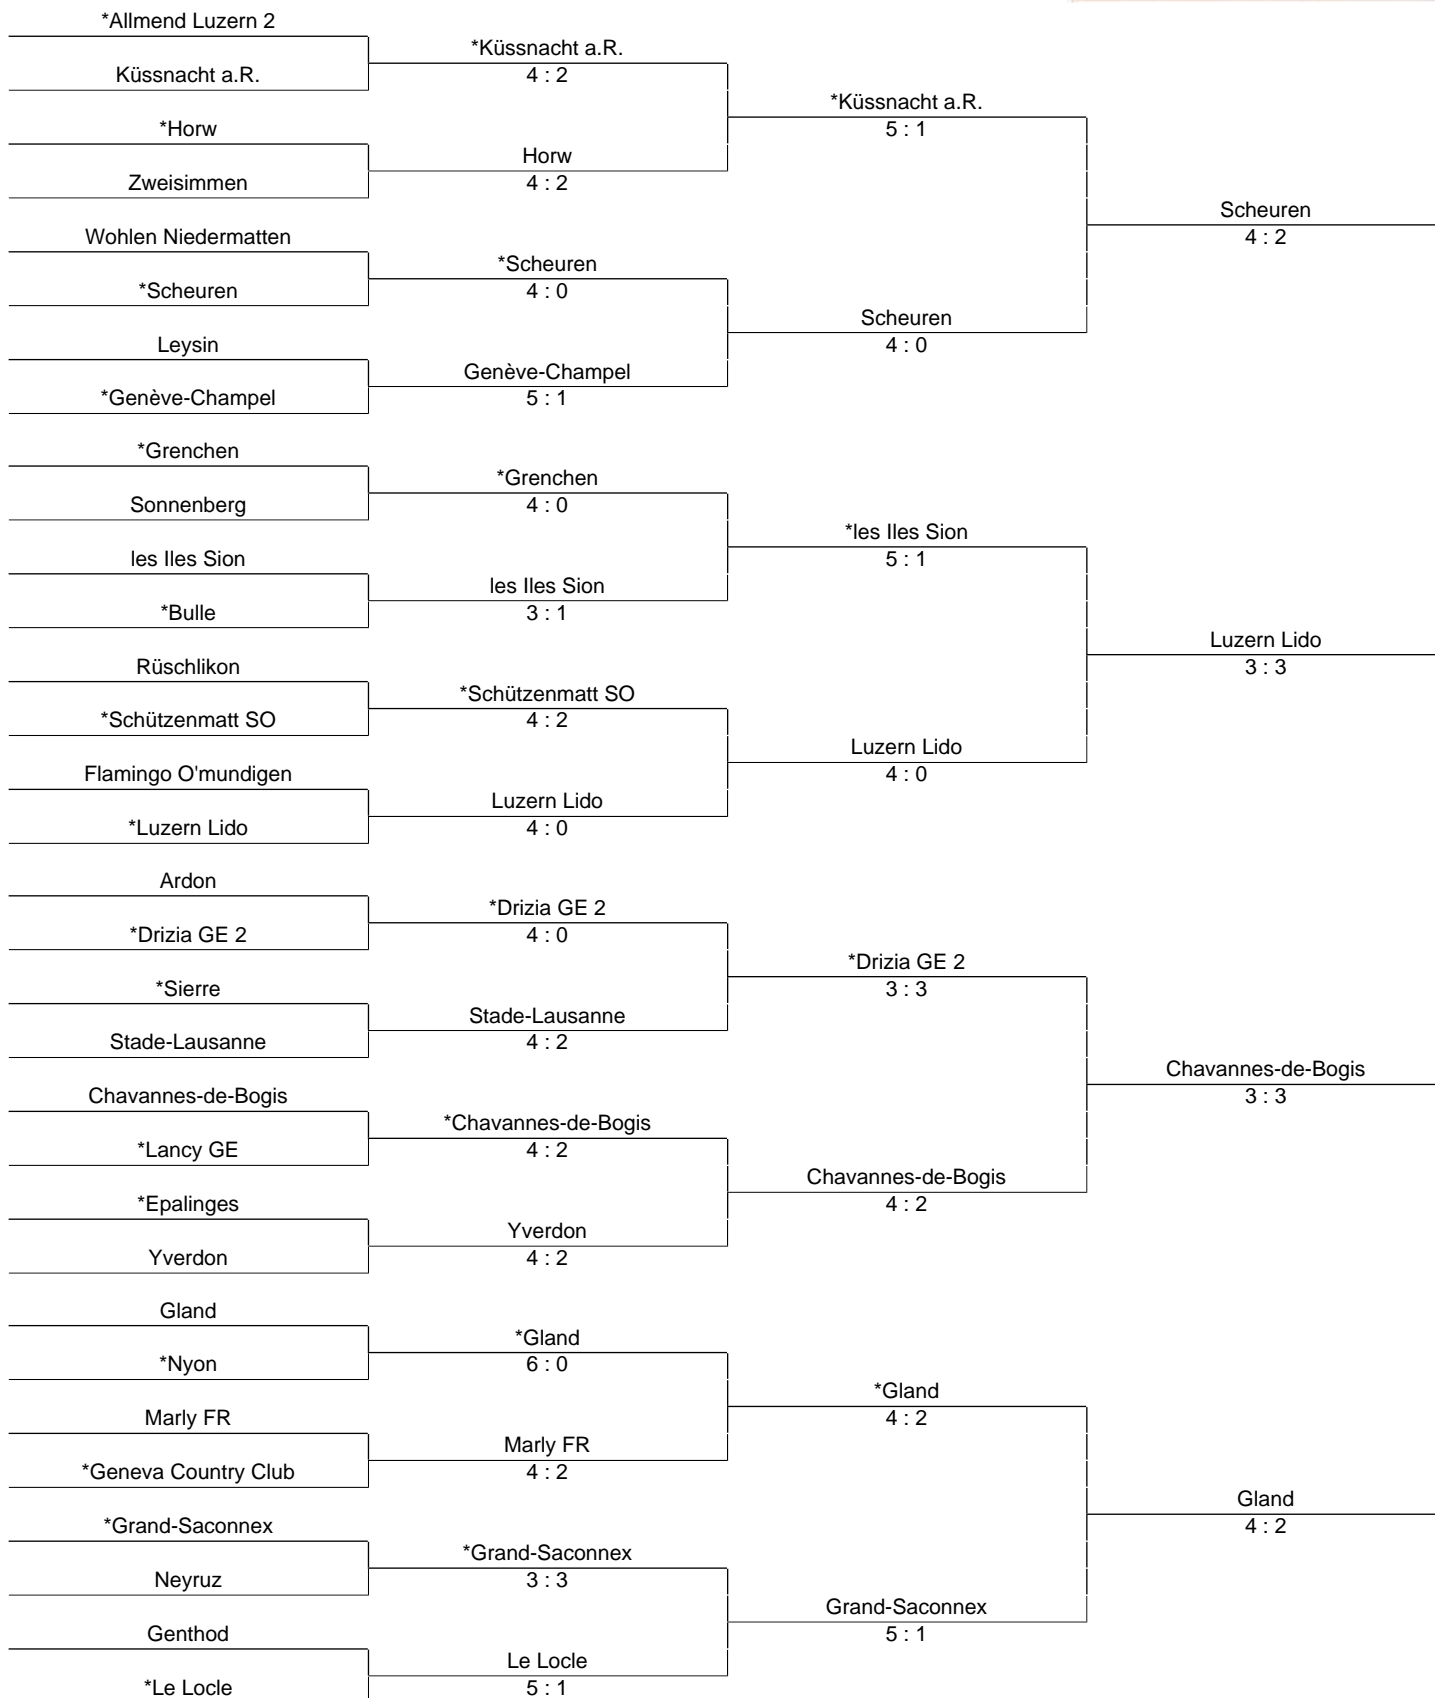 *Allmend Luzern 2
Küssnacht a.R.
*Horw
Zweisimmen
Wohlen Niedermatten
*Scheuren
Leysin
*Genève-Champel
*Grenchen
Sonnenberg
les Iles Sion
*Bulle
Rüschlikon
*Schützenmatt SO
Flamingo O'mundigen
*Luzern Lido
Ardon
*Drizia GE 2
*Sierre
Stade-Lausanne
Chavannes-de-Bogis
*Lancy GE
*Epalinges
Yverdon
Gland
*Nyon
Marly FR
*Geneva Country Club
*Grand-Saconnex
Neyruz
Genthod
*Le Locle
*Küssnacht a.R.
4 : 2
Horw
4 : 2
*Scheuren
4 : 0
Genève-Champel
5 : 1
*Grenchen
4 : 0
les Iles Sion
3 : 1
*Schützenmatt SO
4 : 2
Luzern Lido
4 : 0
*Drizia GE 2
4 : 0
Stade-Lausanne
4 : 2
*Chavannes-de-Bogis
4 : 2
Yverdon
4 : 2
*Gland
6 : 0
Marly FR
4 : 2
*Grand-Saconnex
3 : 3
Le Locle
5 : 1
*Küssnacht a.R.
5 : 1
Scheuren
4 : 0
*les Iles Sion
5 : 1
Luzern Lido
4 : 0
*Drizia GE 2
3 : 3
Chavannes-de-Bogis
4 : 2
*Gland
4 : 2
Grand-Saconnex
5 : 1
Scheuren
4 : 2
Luzern Lido
3 : 3
Chavannes-de-Bogis
3 : 3
Gland
4 : 2